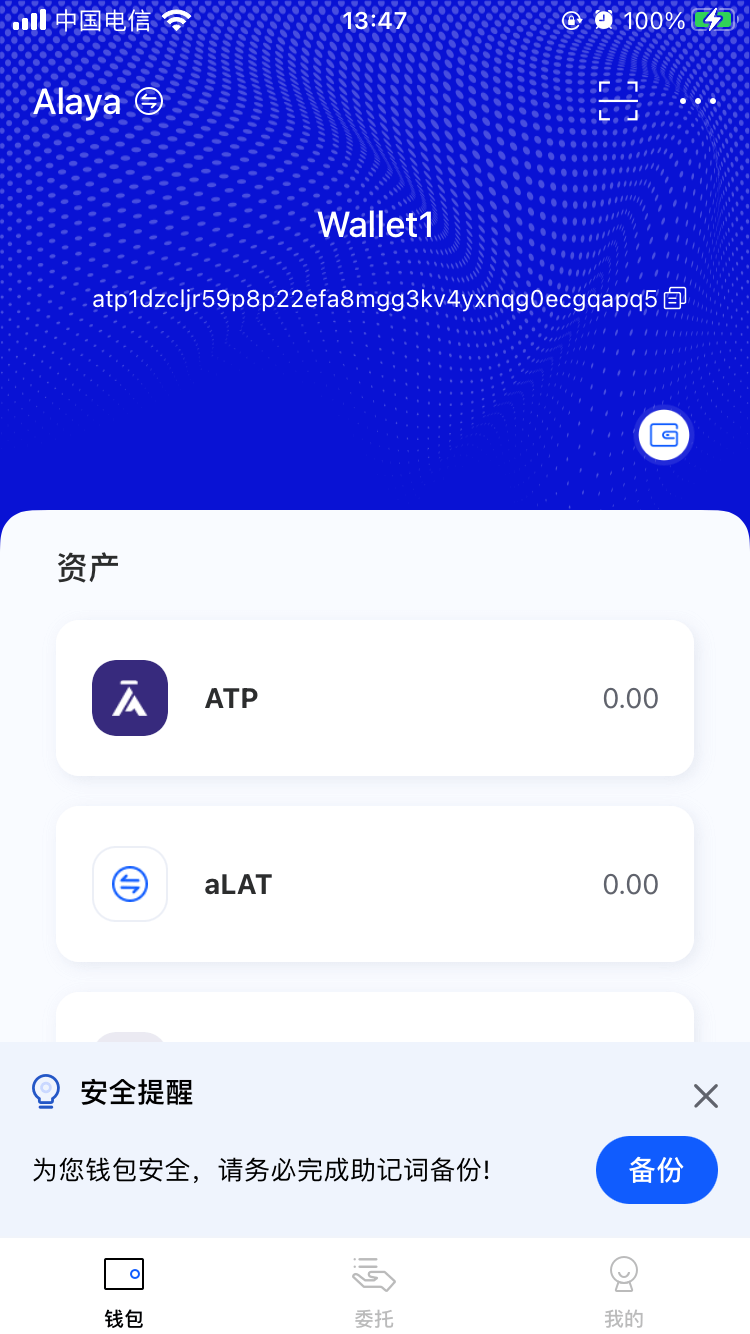 中国电信 13:47 100%
Alaya
Wallet1
atp1dzcljr59p8p22efa8mgg3kv4yxnqg0ecgqapq5
资产
ATP 0.00
aLAT 0.00
安全提醒
为您钱包安全，请务必完成助记词备份!
备份
钱包 委托 我的